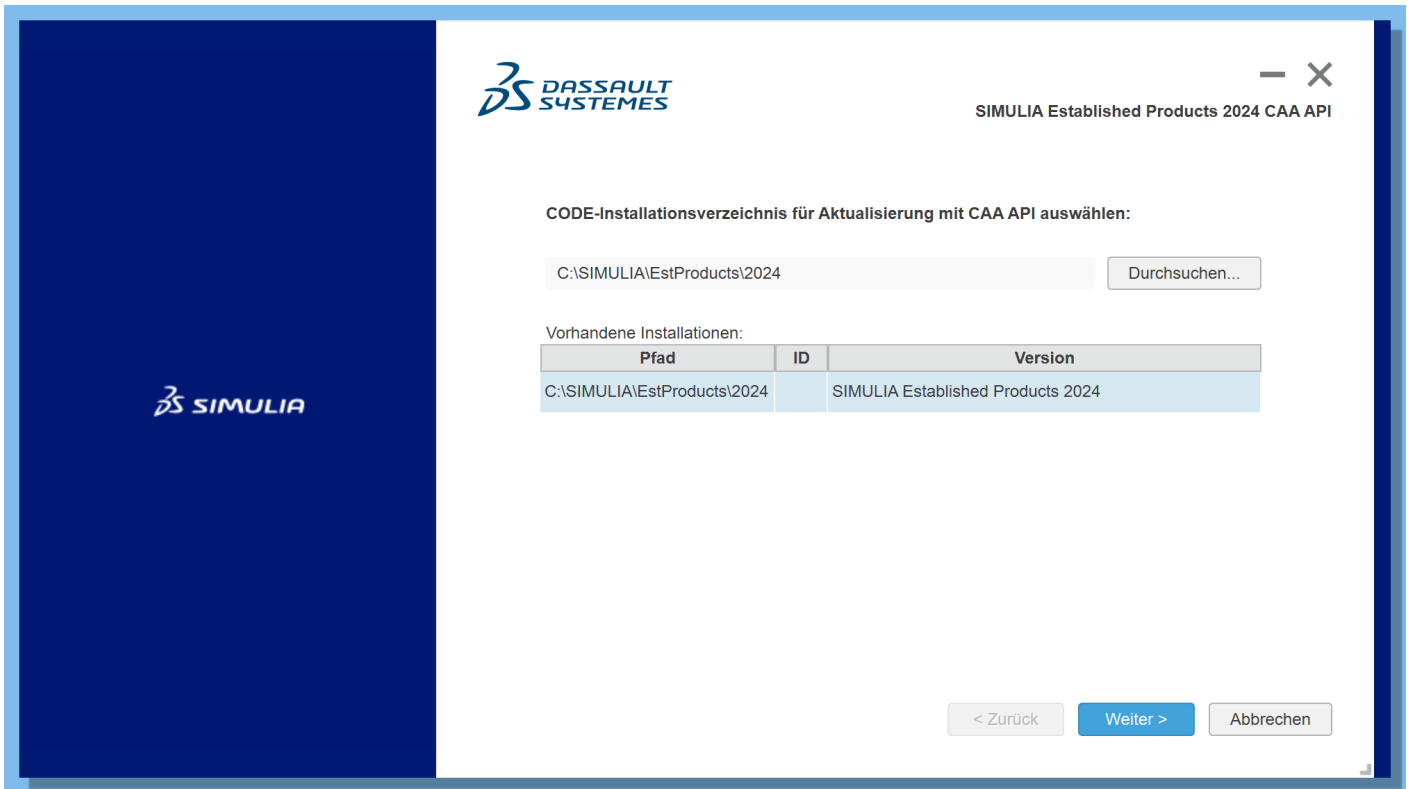 DASSAULT
SYSTEMES
SIMULIA Established Products 2024 CAA API
CODE-Installationsverzeichnis für Aktualisierung mit CAA API auswählen:
C:\SIMULIA\EstProducts\2024 Durchsuchen...
Vorhandene Installationen:
Pfad ID Version
C:\SIMULIA\EstProducts\2024 SIMULIA Established Products 2024
SIMULIA
< Zurück Weiter > Abbrechen